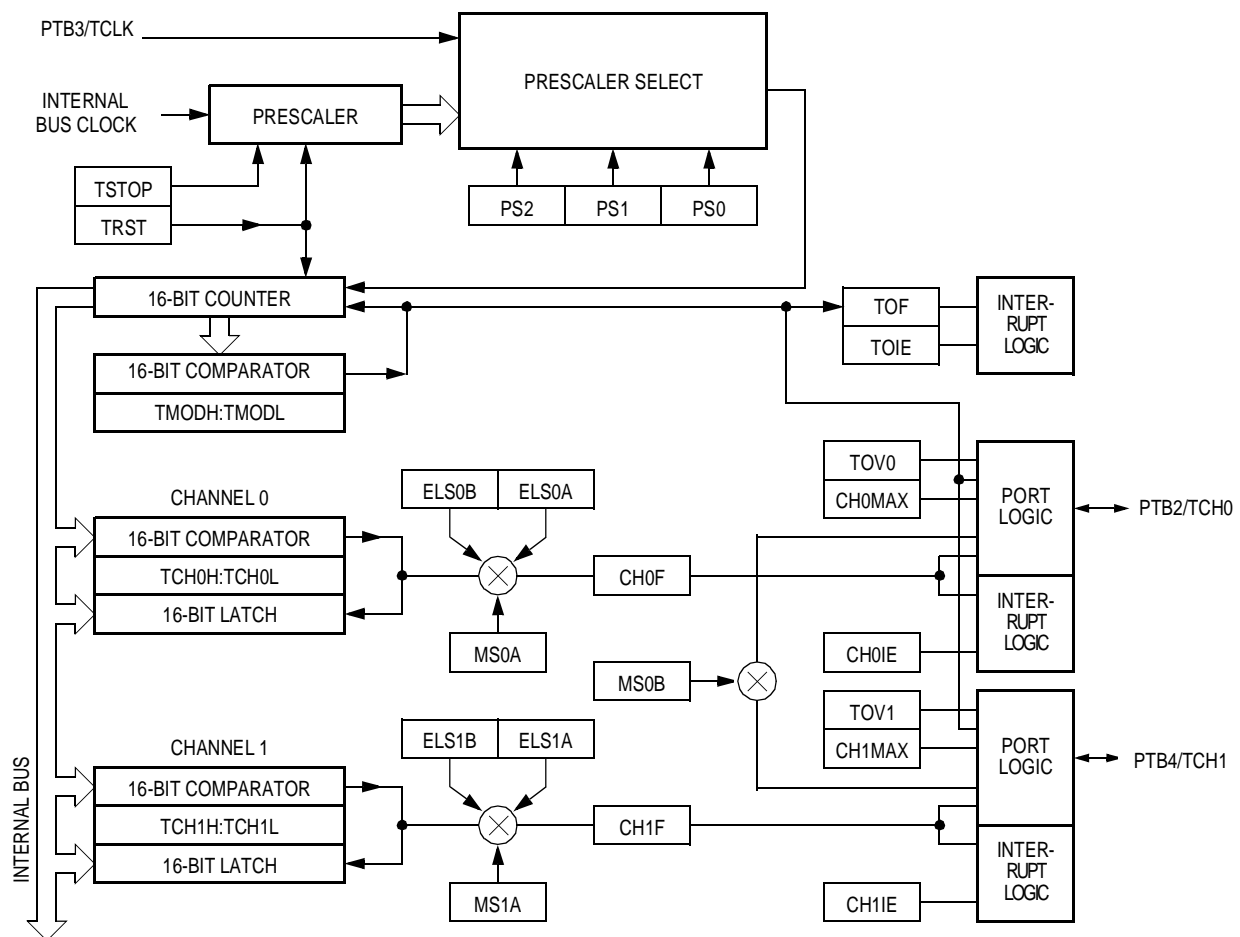 PTB3/TCLK
PRESCALER SELECT
INTERNAL
BUS CLOCK
PRESCALER
TSTOP
TRST
PS2
PS1
PS0
16-BIT COUNTER
16-BIT COMPARATOR
TMODH:TMODL
TOF
TOIE
INTER-
RUPT
LOGIC
CHANNEL 0
16-BIT COMPARATOR
TCH0H:TCH0L
16-BIT LATCH
ELS0B
ELS0A
MS0A
CH0F
TOV0
CH0MAX
PORT
LOGIC
PTB2/TCH0
INTER-
RUPT
LOGIC
CH0IE
MS0B
CHANNEL 1
16-BIT COMPARATOR
TCH1H:TCH1L
16-BIT LATCH
ELS1B
ELS1A
MS1A
CH1F
TOV1
CH1MAX
PORT
LOGIC
PTB4/TCH1
INTER-
RUPT
LOGIC
CH1IE
INTERNAL BUS